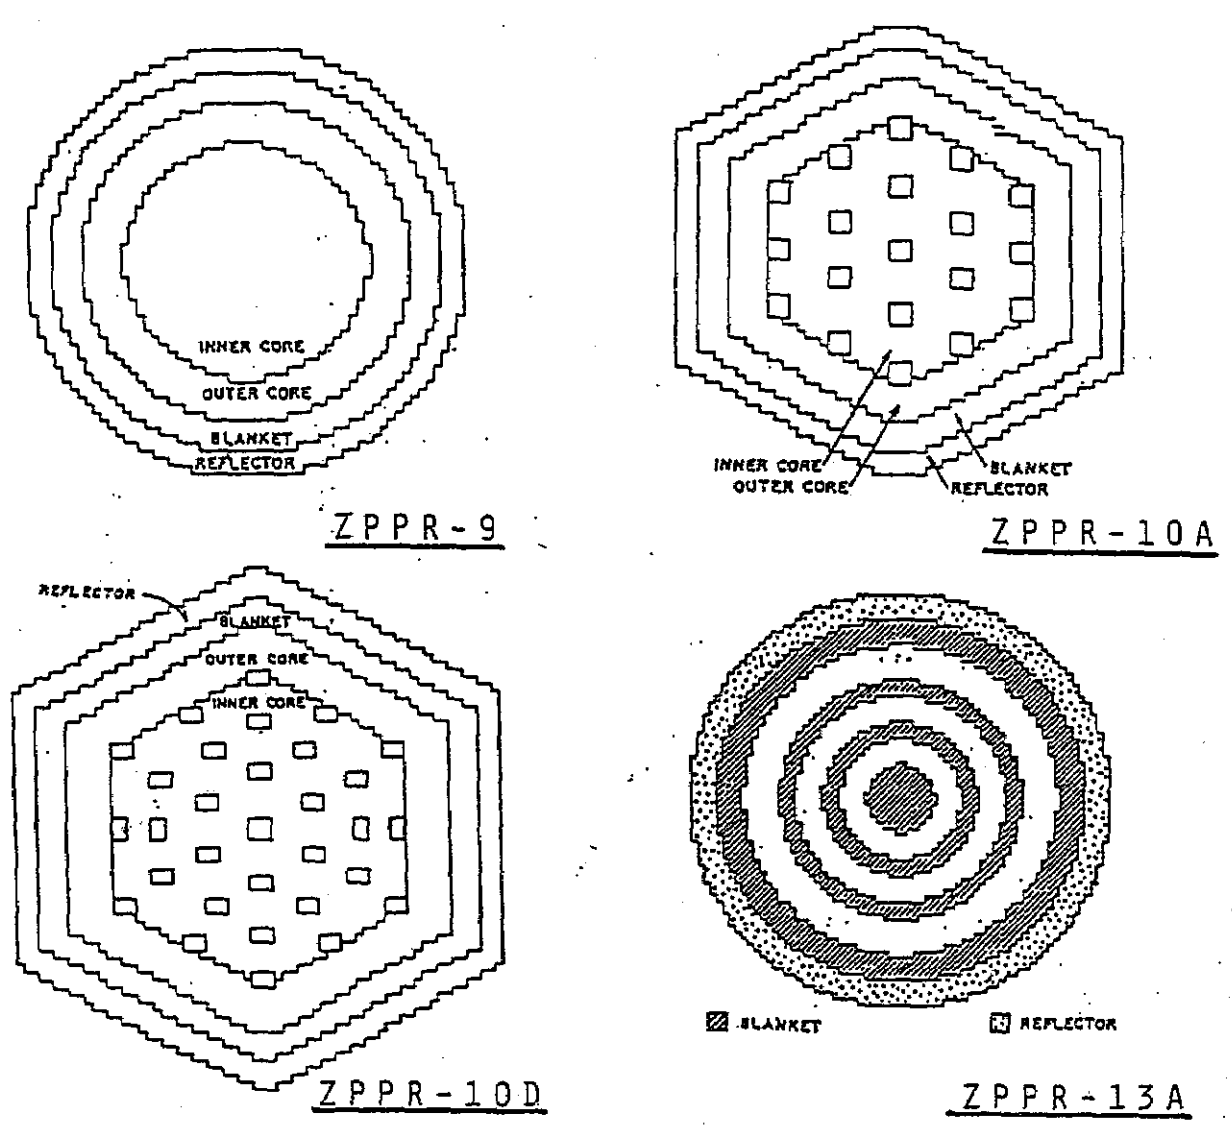 INNER CORE
OUTER CORE
BLANKET
REFLECTOR
ZPPR-9
INNER CORE
OUTER CORE
BLANKET
REFLECTOR
ZPPR-10A
REFLECTOR
BLANKET
OUTER CORE
INNER CORE
ZPPR-10D
BLANKET
REFLECTOR
ZPPR-13A